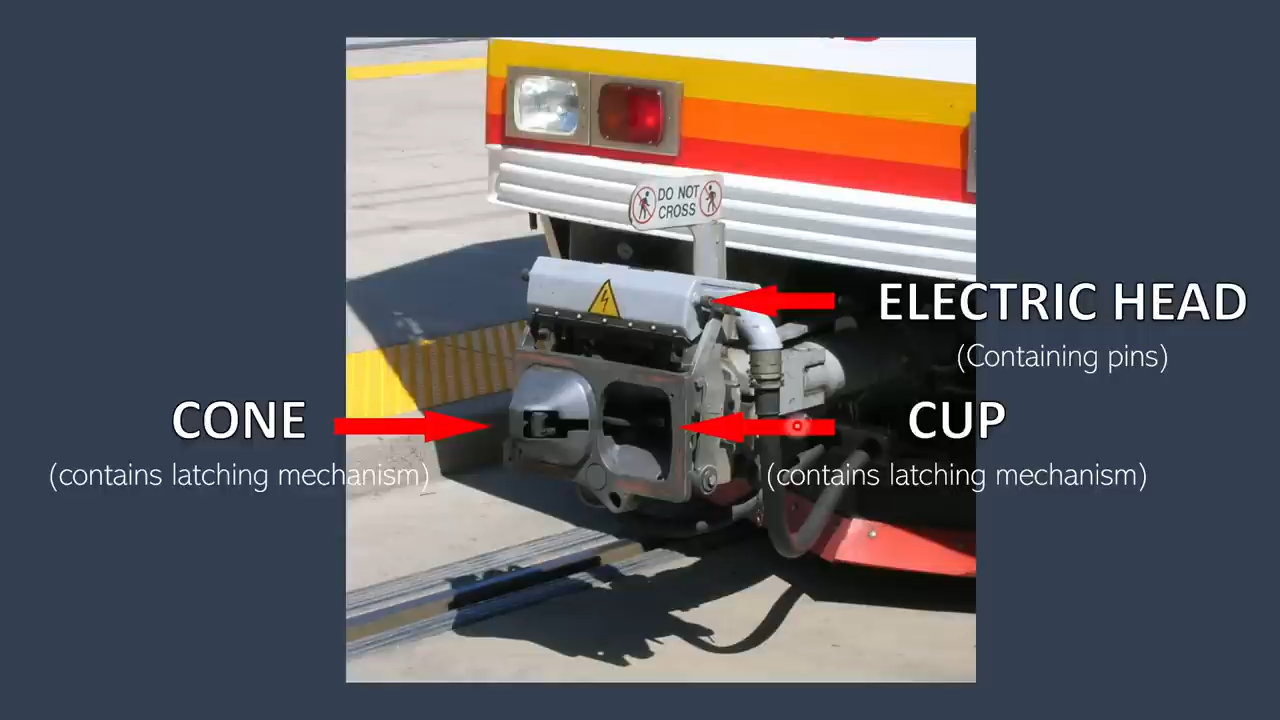 DO NOT
CROSS
ELECTRIC HEAD
(Containing pins)
CONE
(contains latching mechanism)
CUP
(contains latching mechanism)